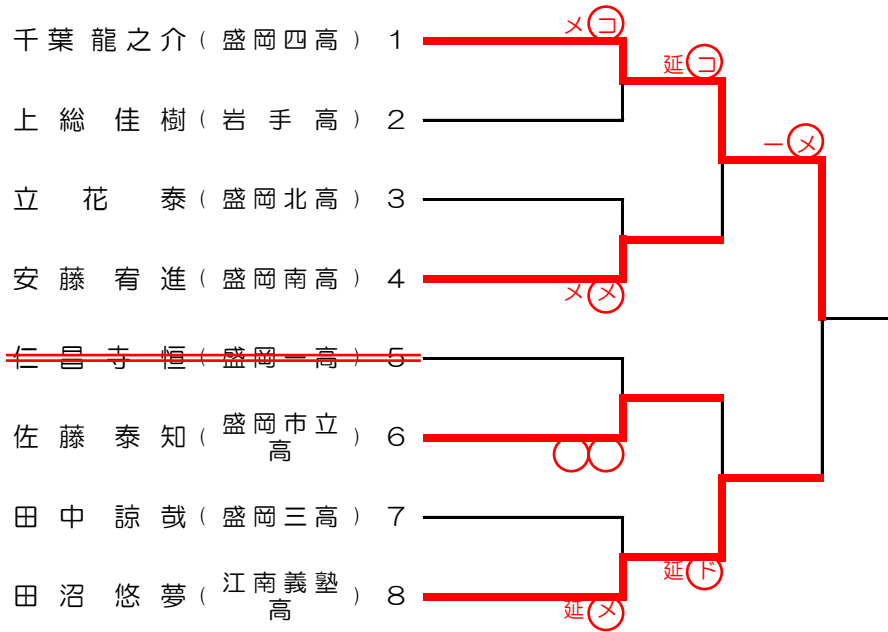 千葉龍之介（盛岡四高）1
メコ
延コ
上総佳樹（岩手高）2
一メ
立花泰（盛岡北高）3
安藤宥進（盛岡南高）4
メメ
仁昌寺恒（盛岡一高）5
佐藤泰知（盛岡市立高）6
田中諒哉（盛岡三高）7
延ド
田沼悠夢（江南義塾高）8
延メ